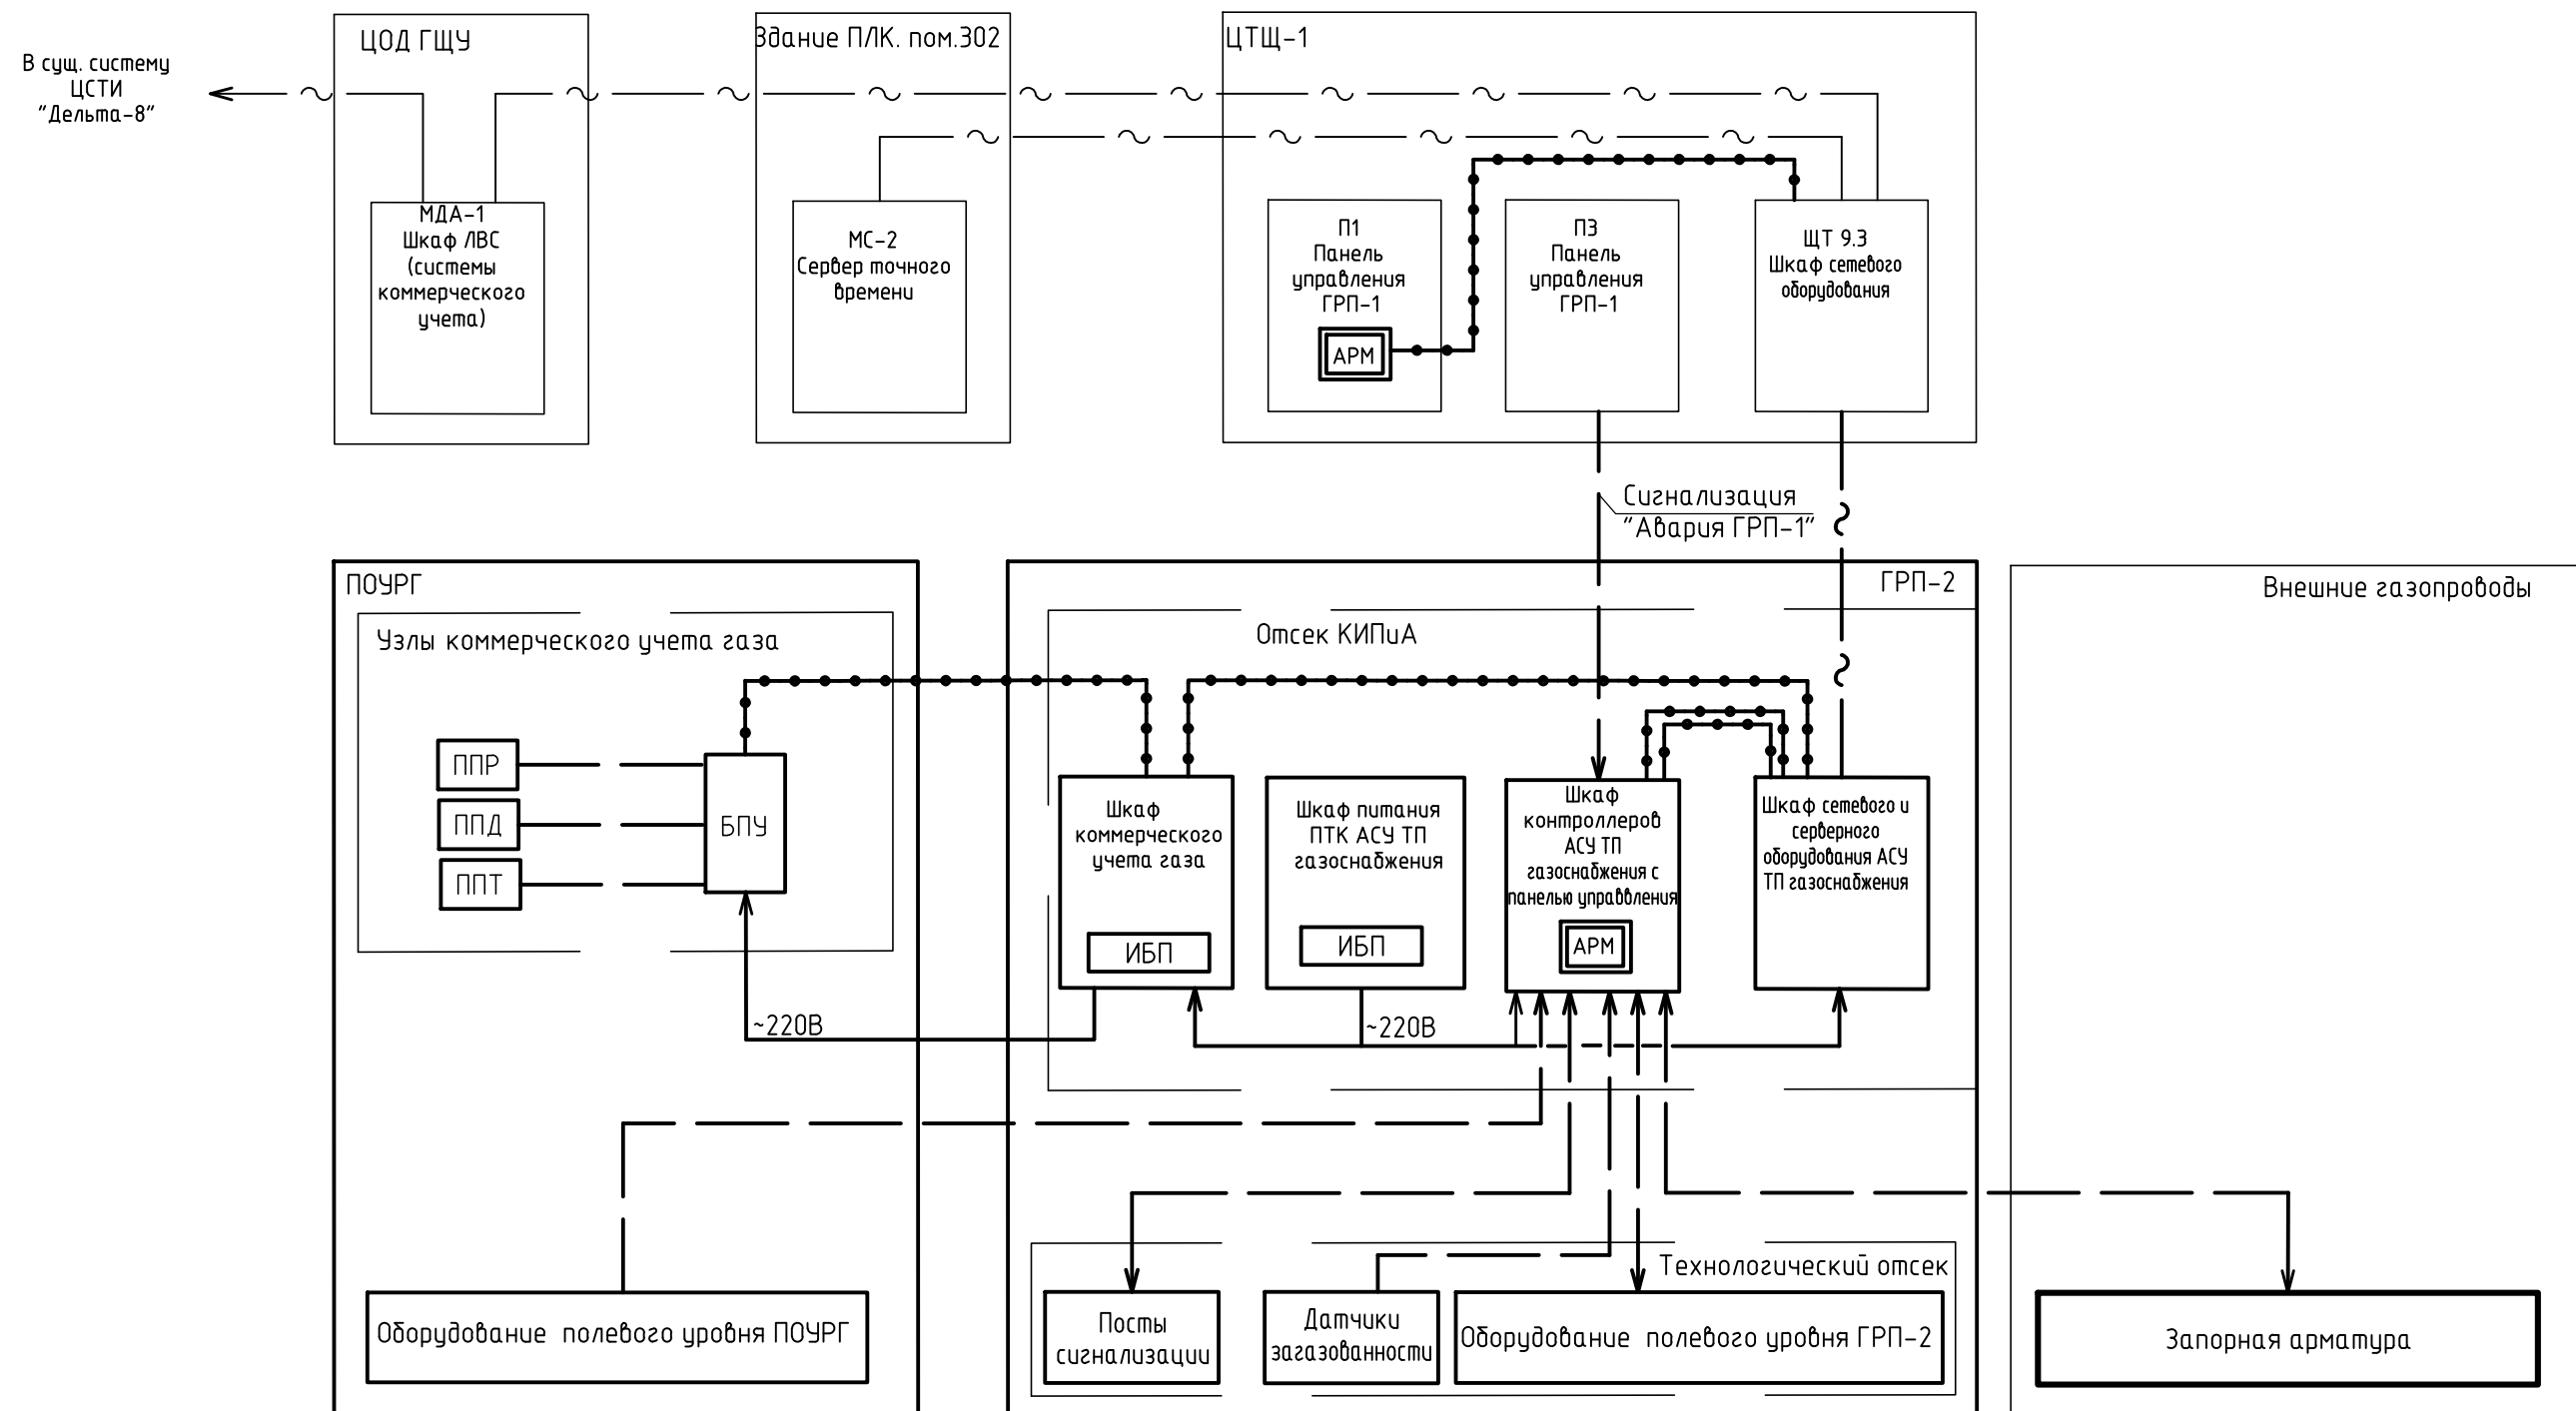 В сущ. систему
ЦСТИ
"Дельта-8"
ЦОД ГЩУ
МДА-1
Шкаф ЛВС
(системы
коммерческого
учета)
Здание ПЛК. пом.302
МС-2
Сервер точного
времени
ЦТЩ-1
П1
Панель
управления
ГРП-1
АРМ
П3
Панель
управления
ГРП-1
ЩТ 9.3
Шкаф сетевого
оборудования
Сигнализация
"Авария ГРП-1"
ПОУРГ
Узлы коммерческого учета газа
ППР
ППД
ППТ
БПУ
~220В
Оборудование полевого уровня ПОУРГ
ГРП-2
Отсек КИПиА
Шкаф
коммерческого
учета газа
ИБП
Шкаф питания
ПТК АСУ ТП
газоснабжения
ИБП
~220В
Шкаф
контроллеров
АСУ ТП
газоснабжения с
панелью управвления
АРМ
Шкаф сетевого и
серверного
оборудования АСУ
ТП газоснабжения
Технологический отсек
Посты
сигнализации
Датчики
загазованности
Оборудование полевого уровня ГРП-2
Внешние газопроводы
Запорная арматура